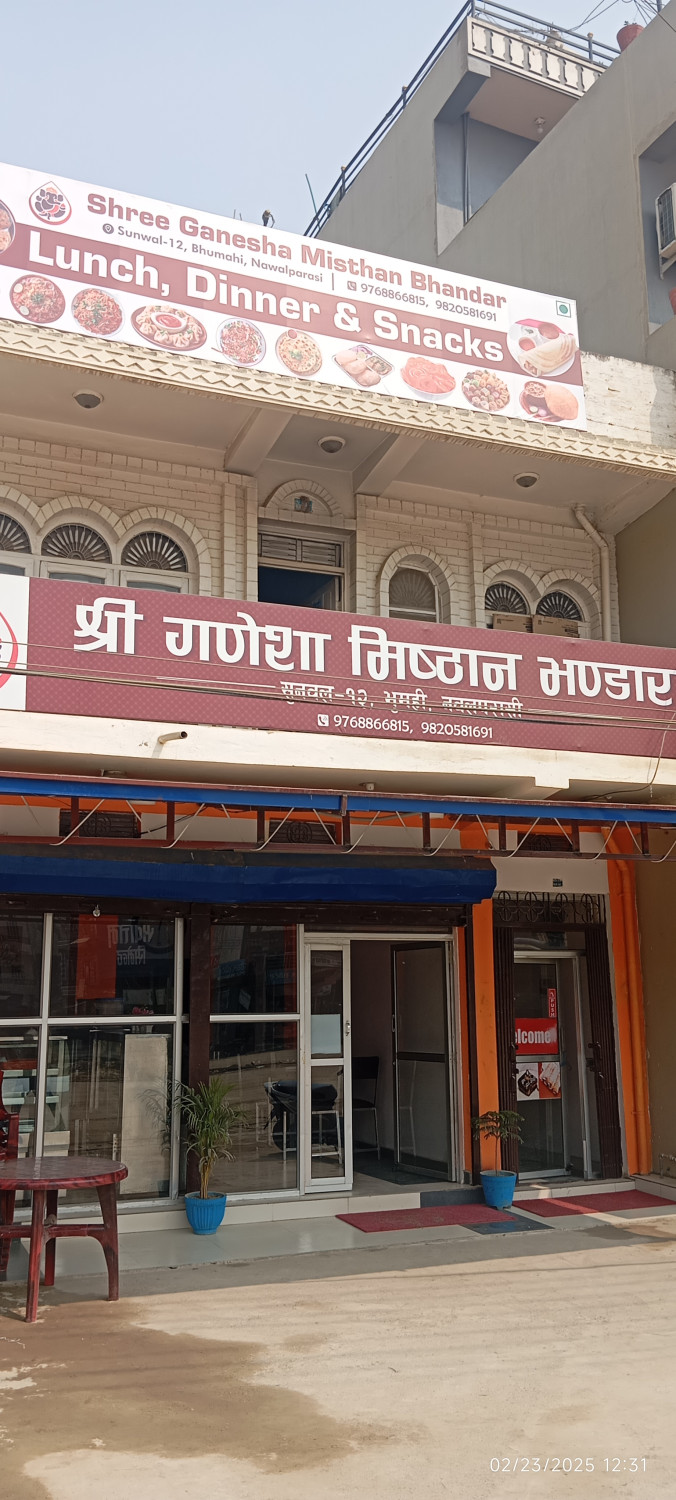 Shree Ganesha Misthan Bhandar
Sunwal-12, Bhumahi, Nawalparasi | 9768866815, 9820581691
Lunch, Dinner & Snacks
श्री गणेशा मिष्ठान भण्डार
सुनवल-१२, भुमही, नवलपरासी
9768866815, 9820581691
elcome
02/23/2025 12:31